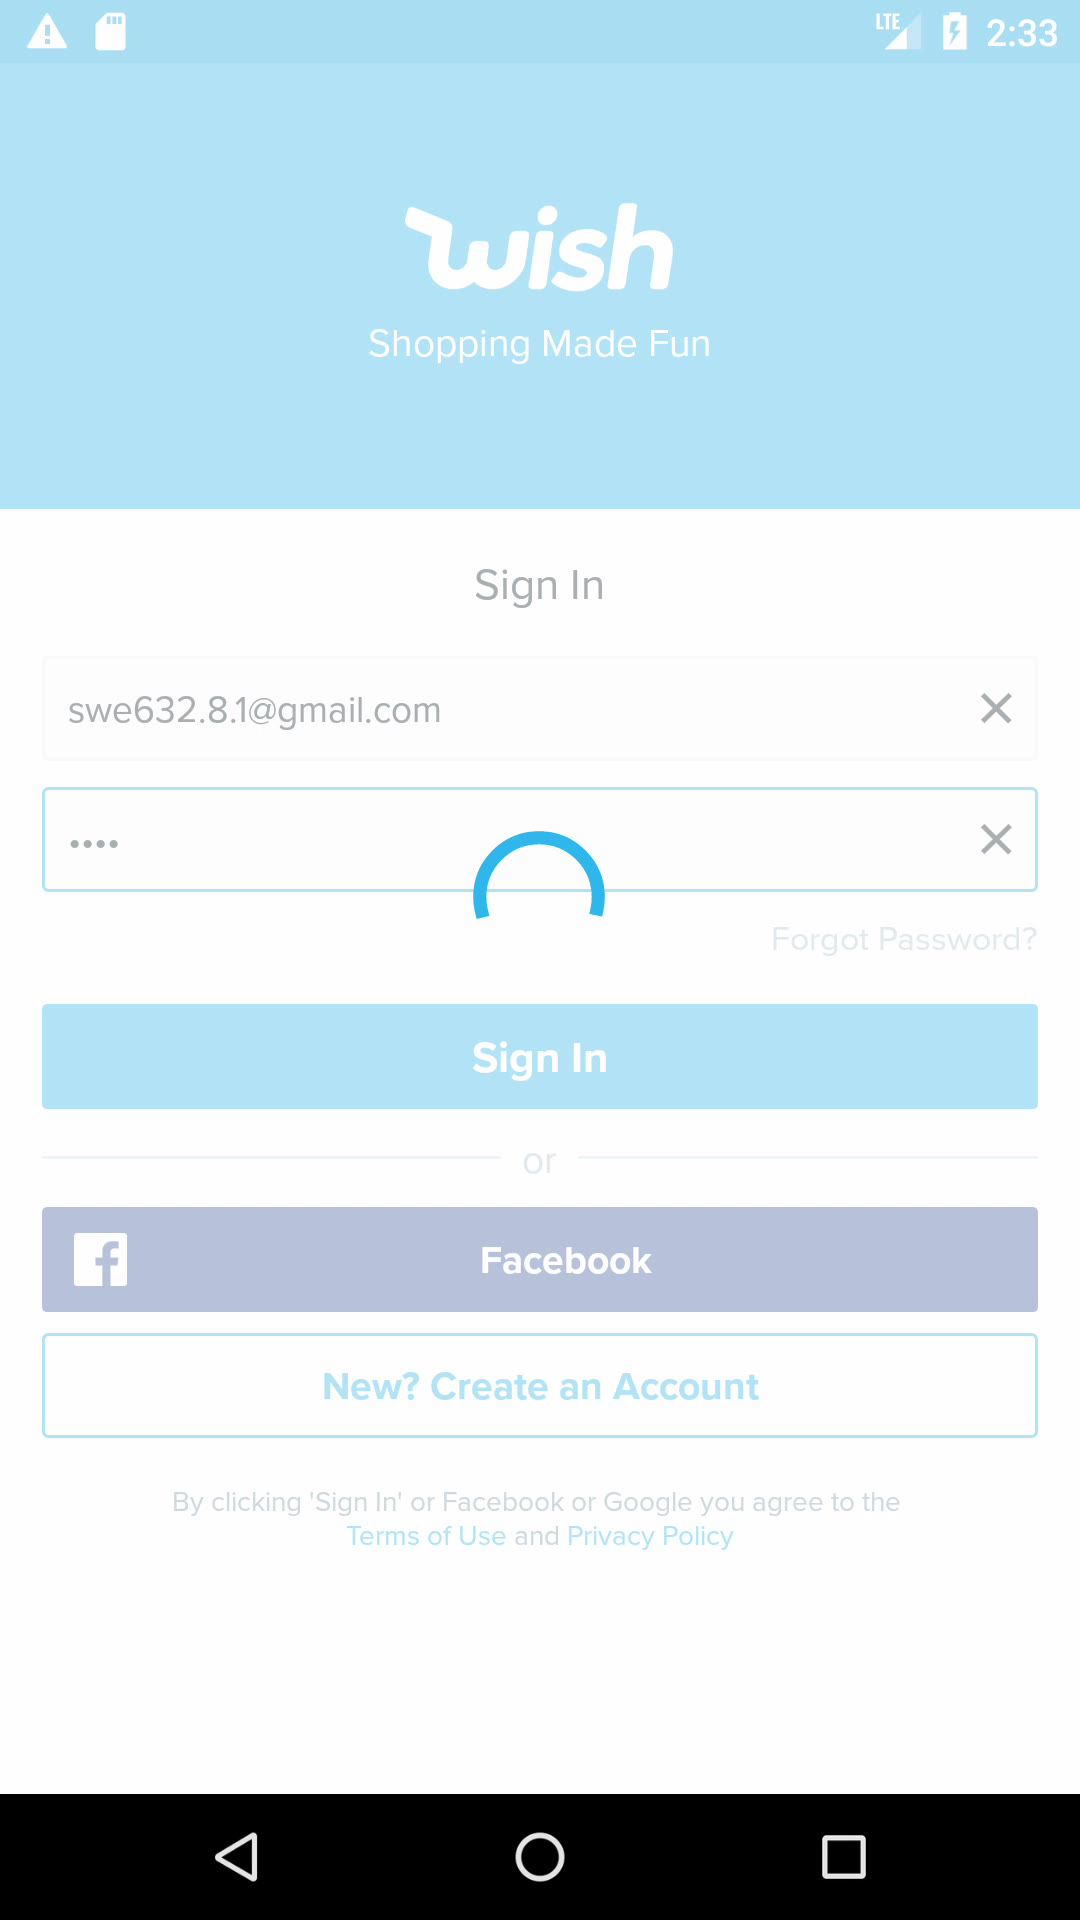 LTE 2:33
wish
Shopping Made Fun
Sign In
swe632.8.1@gmail.com
••••
Forgot Password?
Sign In
or
Facebook
New? Create an Account
By clicking 'Sign In' or Facebook or Google you agree to the
Terms of Use and Privacy Policy